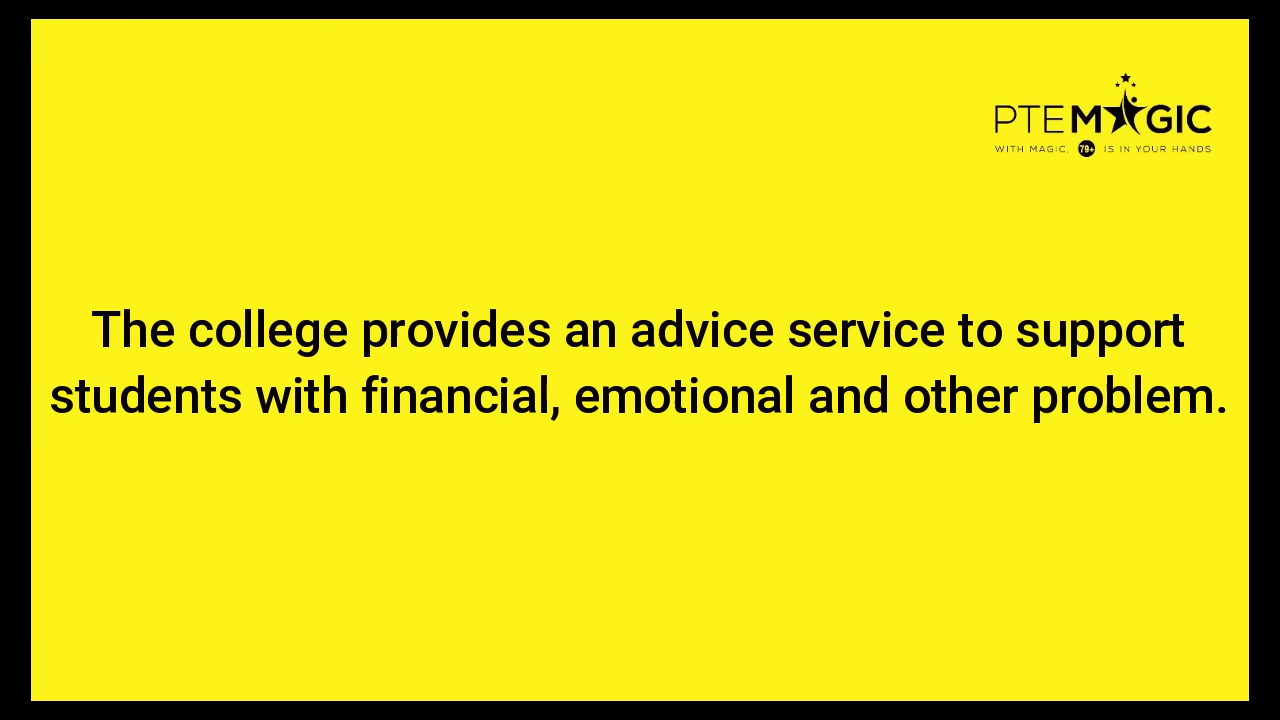 PTEMAGIC
WITH MAGIC, 79+ IS IN YOUR HANDS
The college provides an advice service to support
students with financial, emotional and other problem.